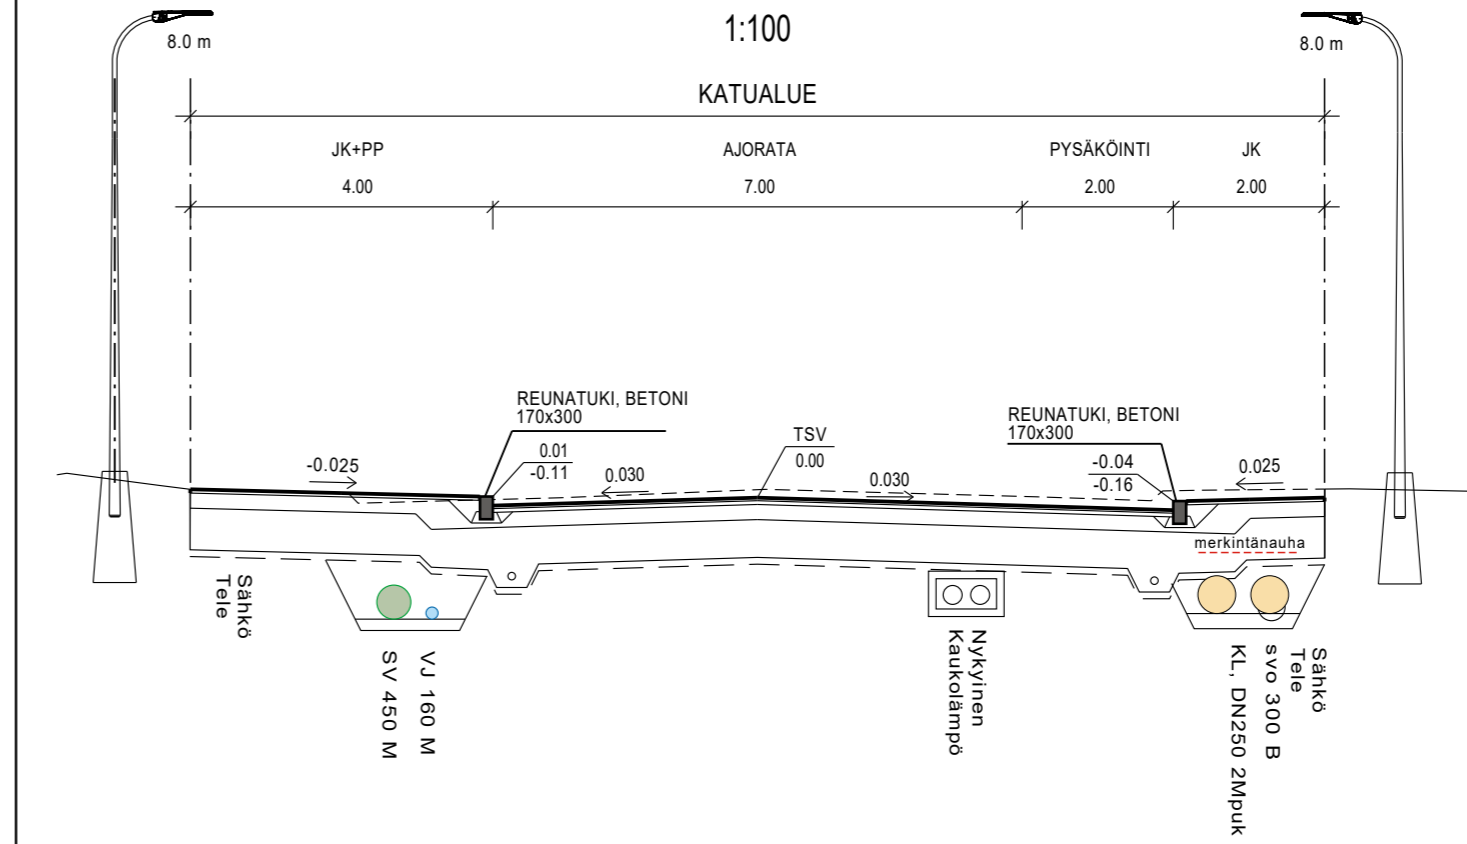 1:100
8.0 m
8.0 m
KATUALUE
JK+PP
AJORATA
PYSÄKÖINTI
JK
4.00
7.00
2.00
2.00
REUNATUKI, BETONI
170x300
REUNATUKI, BETONI
170x300
TSV
0.00
0.01
-0.11
-0.04
-0.16
-0.025
0.030
0.030
0.025
merkintänauha
Sähkö
Tele
VJ 160 M
SV 450 M
Nykyinen
Kaukolämpö
Sähkö
Tele
svo 300 B
KL, DN250 2Mpuk